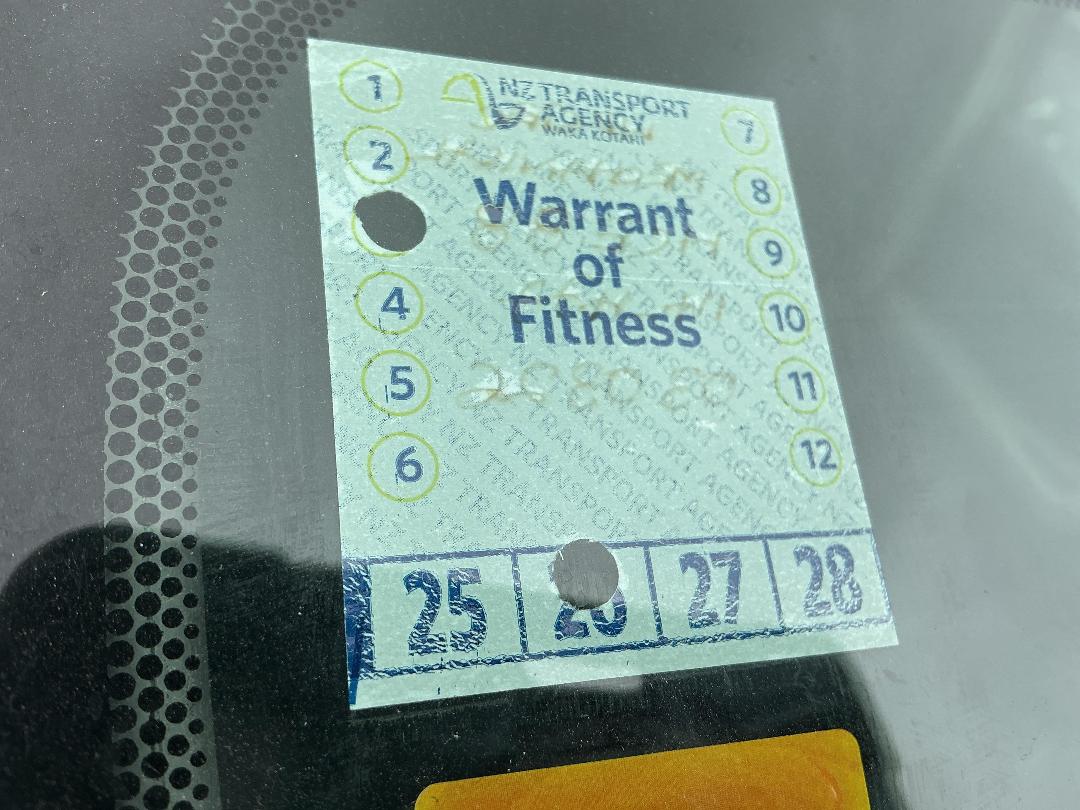 NZ TRANSPORT
AGENCY
WAKA KOTAHI
Warrant
of
Fitness
1
2
4
5
6
7
8
9
10
11
12
25
26
27
28